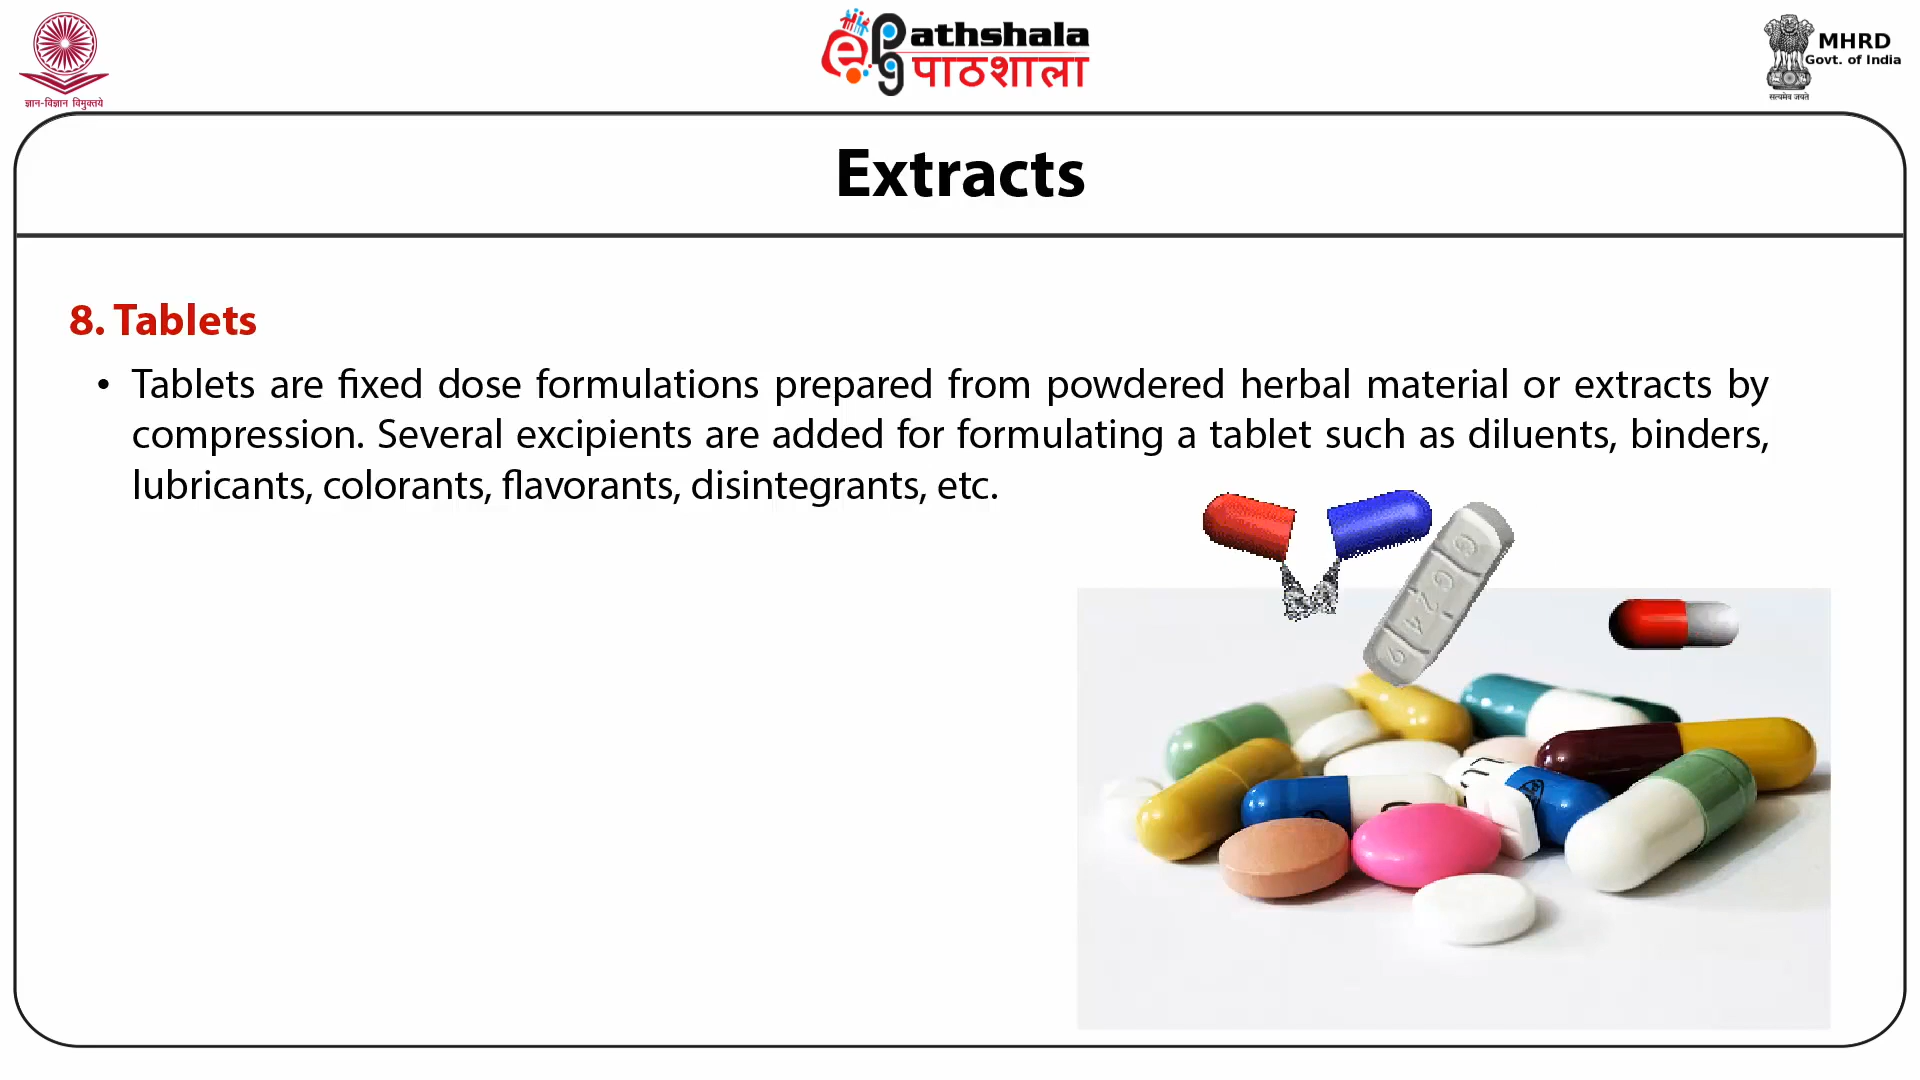 ज्ञान-विज्ञान विमुक्तये
ePgathshala
पाठशाला
MHRD
Govt. of India
सत्यमेव जयते
Extracts
8. Tablets
• Tablets are fixed dose formulations prepared from powdered herbal material or extracts by
compression. Several excipients are added for formulating a tablet such as diluents, binders,
lubricants, colorants, flavorants, disintegrants, etc.